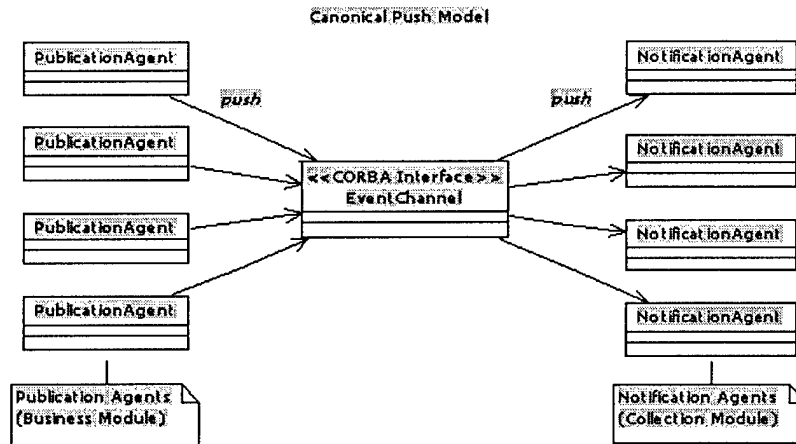 Canonical Push Model
PublicationAgent
NotificationAgent
push
push
PublicationAgent
NotificationAgent
<<CORBA Interface>>
EventChannel
PublicationAgent
NotificationAgent
PublicationAgent
NotificationAgent
Publication Agents
(Business Module)
Notification Agents
(Collection Module)